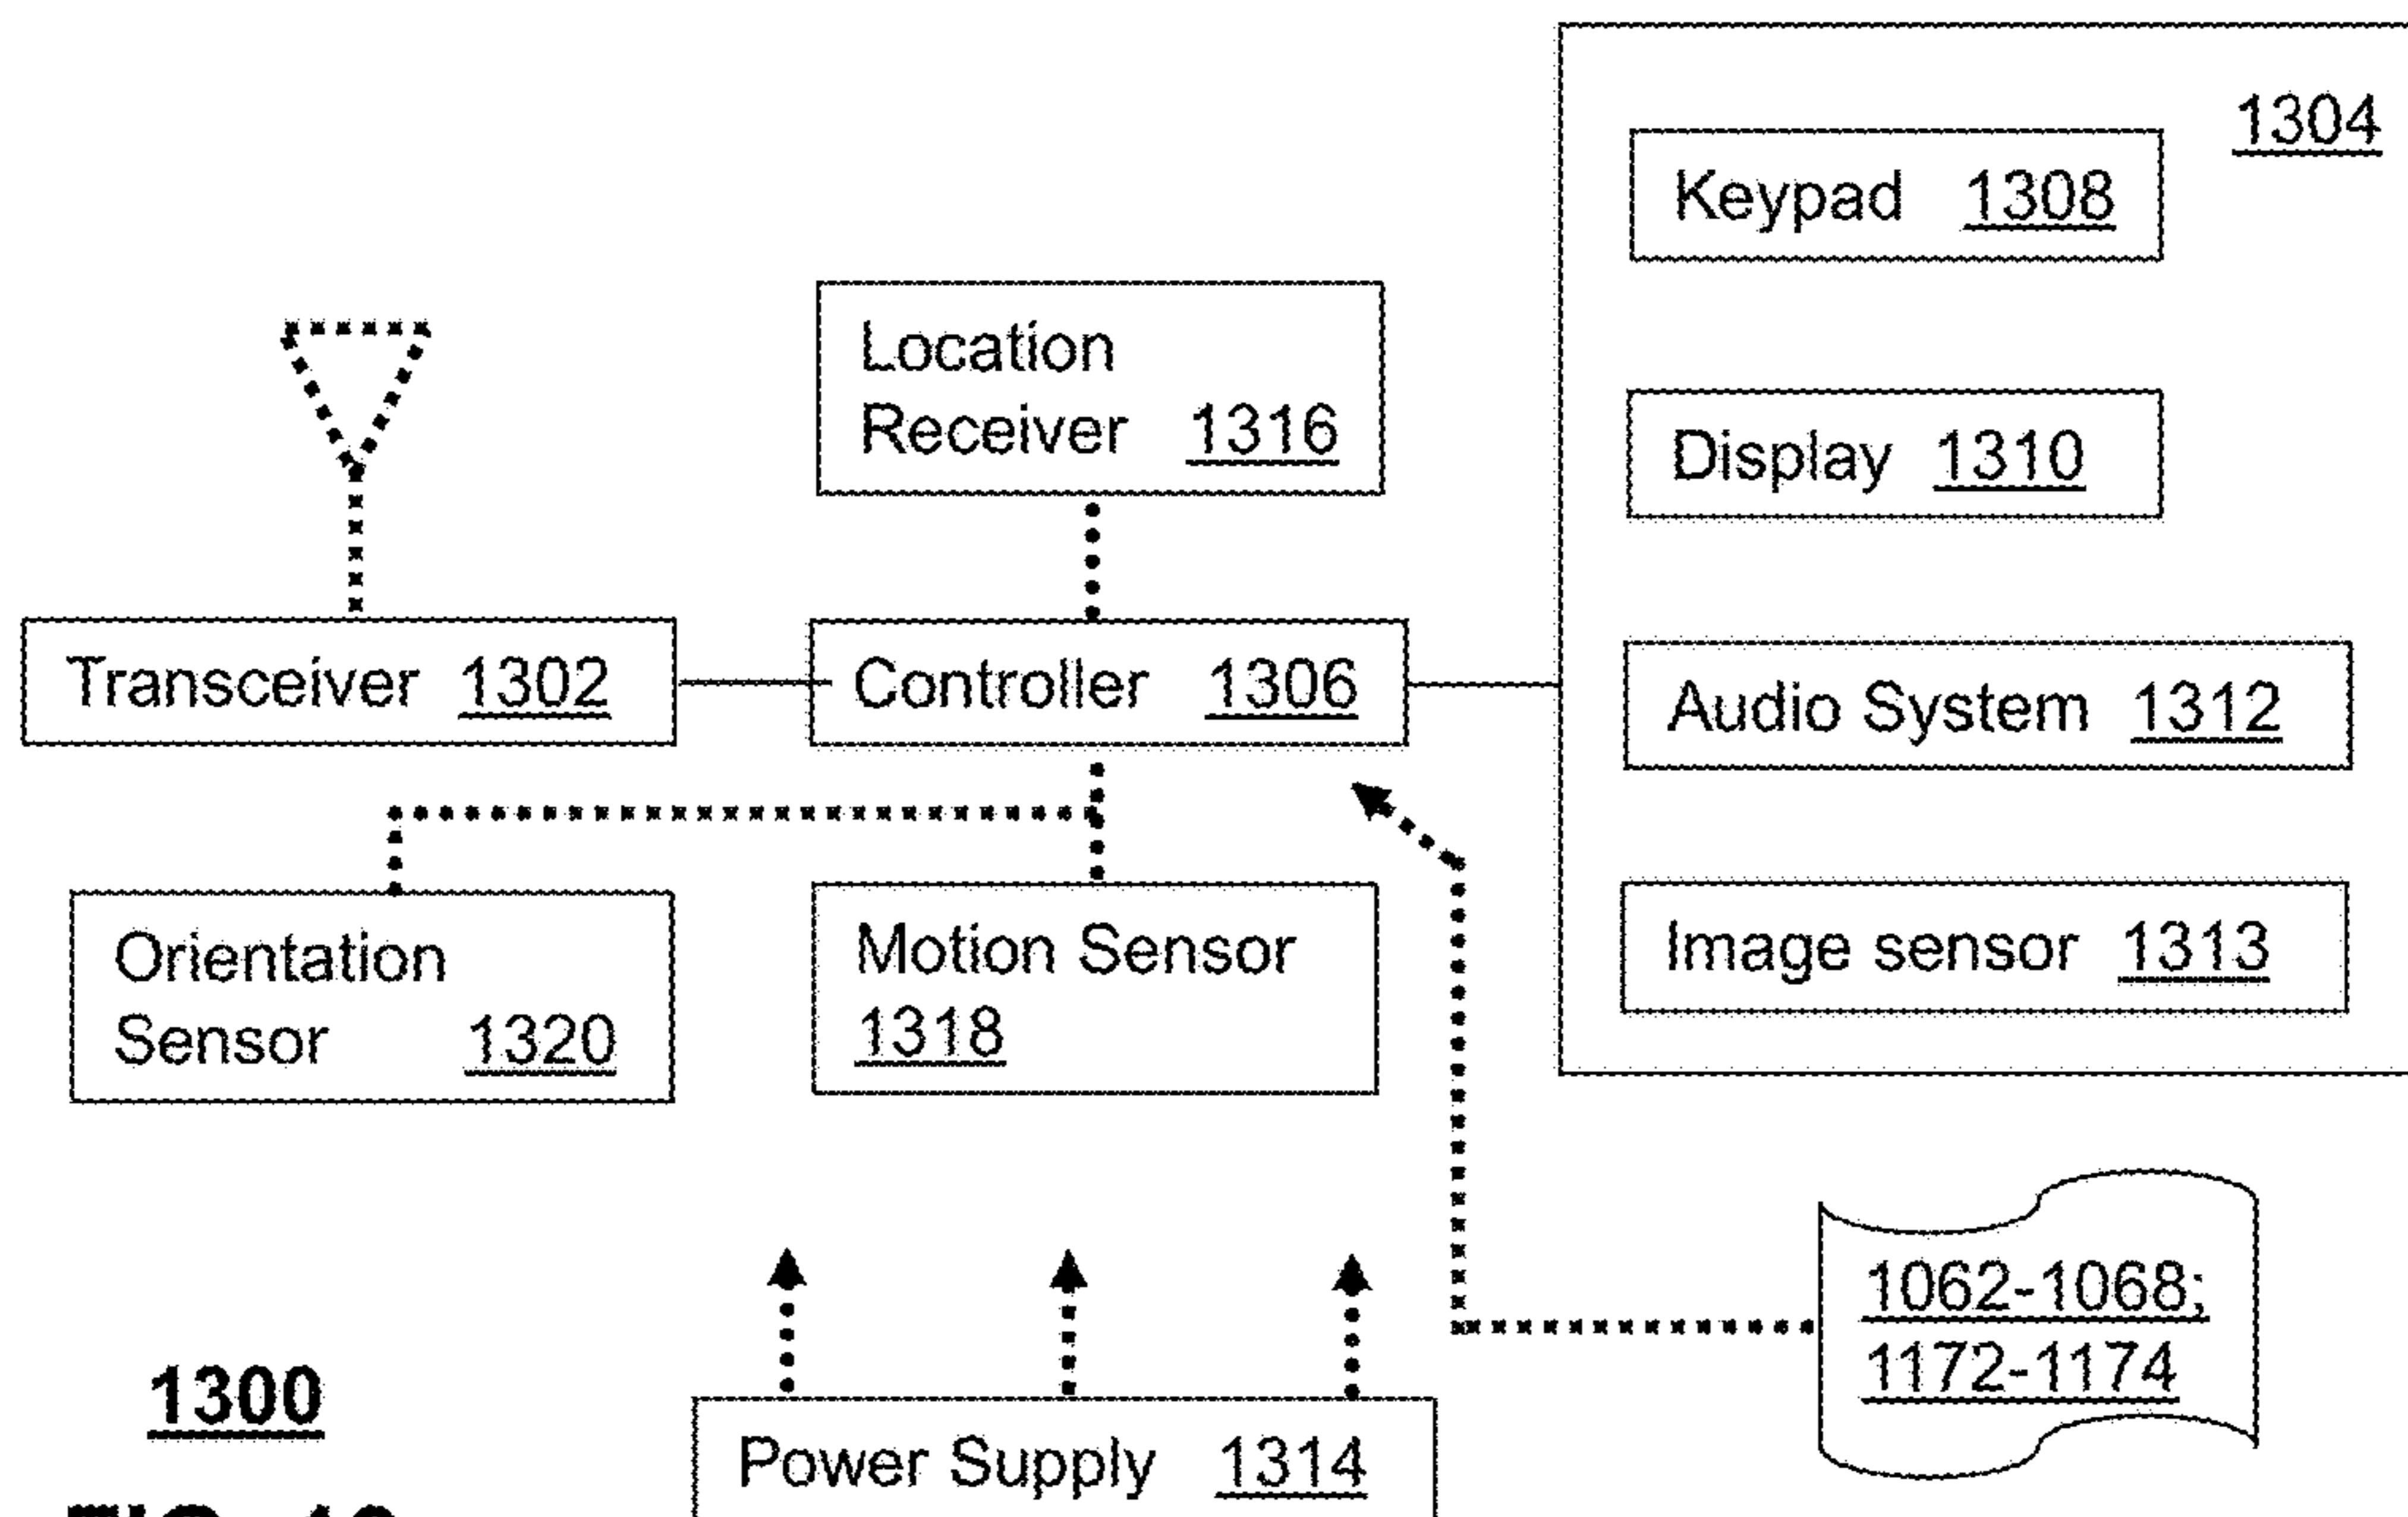 1304
Keypad 1308
Location
Receiver 1316
Display 1310
Transceiver 1302
Controller 1306
Audio System 1312
Orientation
Sensor 1320
Motion Sensor
1318
Image sensor 1313
1062-1068;
1172-1174
1300
Power Supply 1314